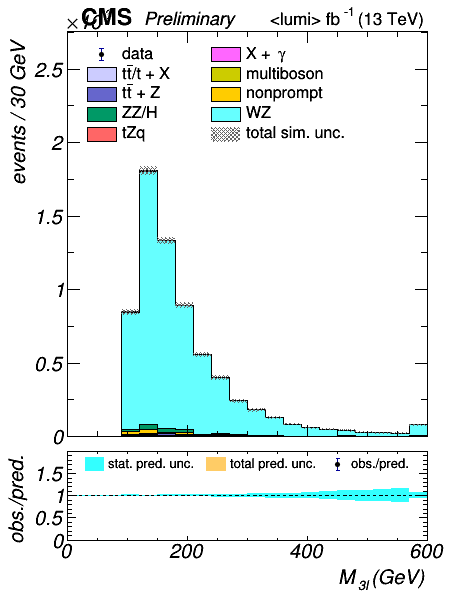 CMS Preliminary <lumi> fb⁻¹ (13 TeV)
events / 30 GeV
2.5
2
1.5
1
0.5
0
data
tt̄/t + X
tt̄ + Z
ZZ/H
tZq
X + γ
multiboson
nonprompt
WZ
total sim. unc.
obs./pred.
1.5
1
0.5
0
stat. pred. unc. total pred. unc. obs./pred.
0 200 400 600
M₃ₗ (GeV)